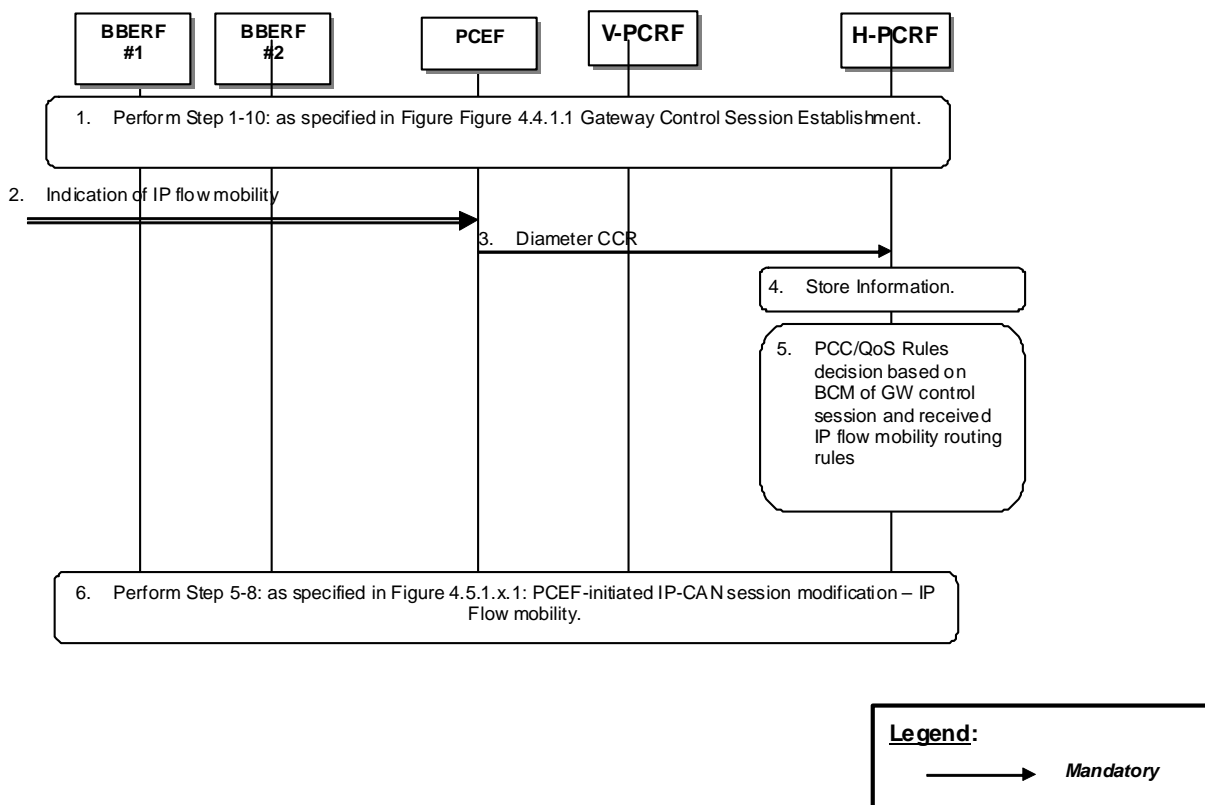 BBERF
#1
BBERF
#2
PCEF
V-PCRF
H-PCRF
1. Perform Step 1-10: as specified in Figure Figure 4.4.1.1 Gateway Control Session Establishment.
2. Indication of IP flow mobility
3. Diameter CCR
4. Store Information.
5. PCC/QoS Rules
decision based on
BCM of GW control
session and received
IP flow mobility routing
rules
6. Perform Step 5-8: as specified in Figure 4.5.1.x.1: PCEF-initiated IP-CAN session modification – IP
Flow mobility.
Legend:
Mandatory